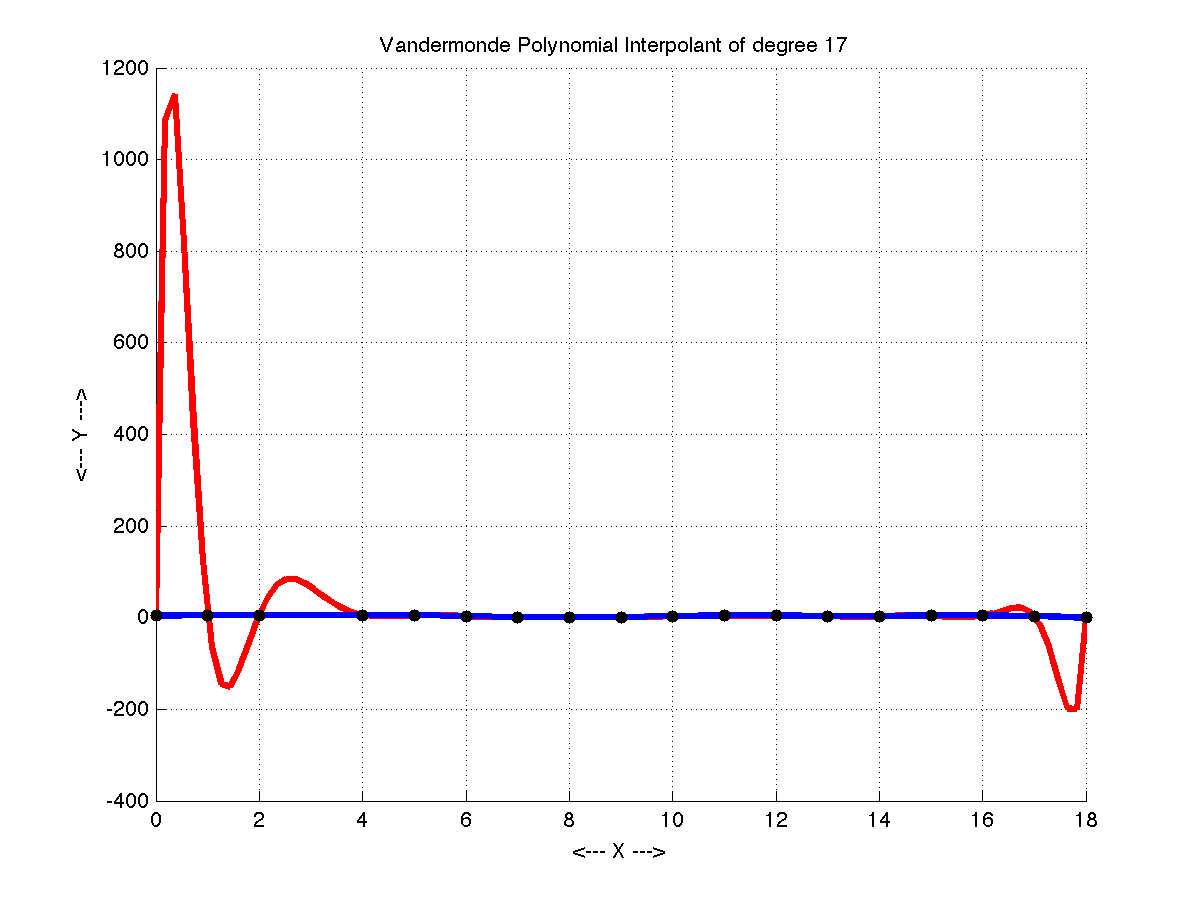 Vandermonde Polynomial Interpolant of degree 17
1200
1000
800
600
400
200
0
-200
-400
<--- Y --->
0 2 4 6 8 10 12 14 16 18
<--- X --->